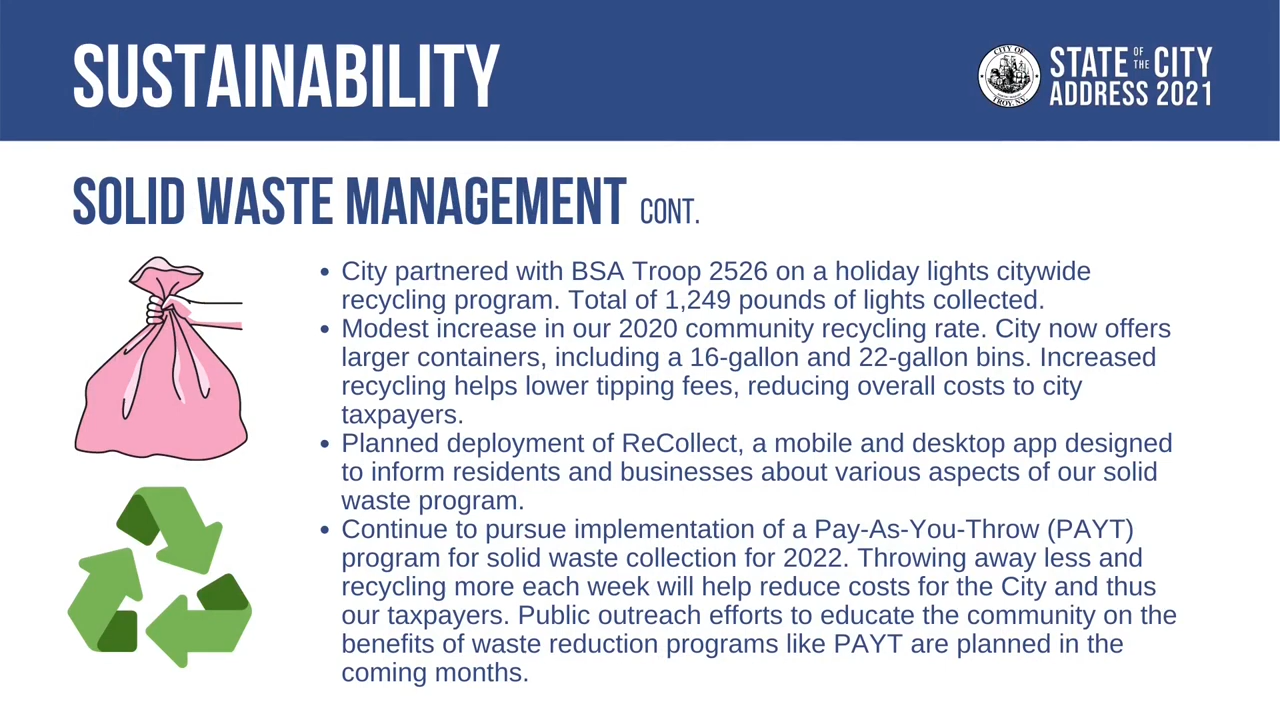 SUSTAINABILITY
CITY OF
TROY, N.Y.
STATE OF THE CITY
ADDRESS 2021
SOLID WASTE MANAGEMENT CONT.
• City partnered with BSA Troop 2526 on a holiday lights citywide
recycling program. Total of 1,249 pounds of lights collected.
• Modest increase in our 2020 community recycling rate. City now offers
larger containers, including a 16-gallon and 22-gallon bins. Increased
recycling helps lower tipping fees, reducing overall costs to city
taxpayers.
• Planned deployment of ReCollect, a mobile and desktop app designed
to inform residents and businesses about various aspects of our solid
waste program.
• Continue to pursue implementation of a Pay-As-You-Throw (PAYT)
program for solid waste collection for 2022. Throwing away less and
recycling more each week will help reduce costs for the City and thus
our taxpayers. Public outreach efforts to educate the community on the
benefits of waste reduction programs like PAYT are planned in the
coming months.